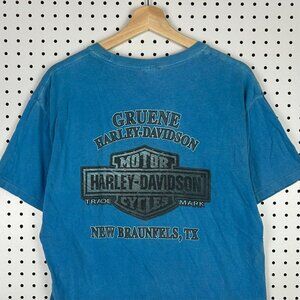 GRUENE
HARLEY-DAVIDSON
MOTOR
HARLEY-DAVIDSON
CYCLES
TRADE MARK
NEW BRAUNFELS, TX